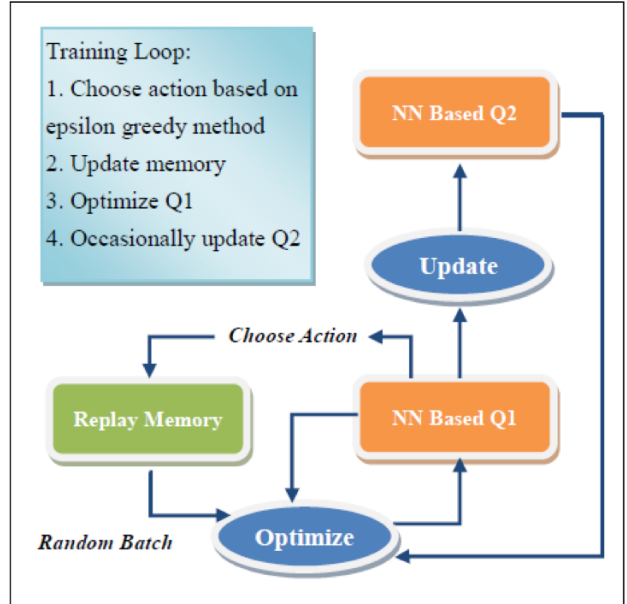 Training Loop:
1. Choose action based on
epsilon greedy method
2. Update memory
3. Optimize Q1
4. Occasionally update Q2
NN Based Q2
Update
Choose Action
Replay Memory
NN Based Q1
Optimize
Random Batch